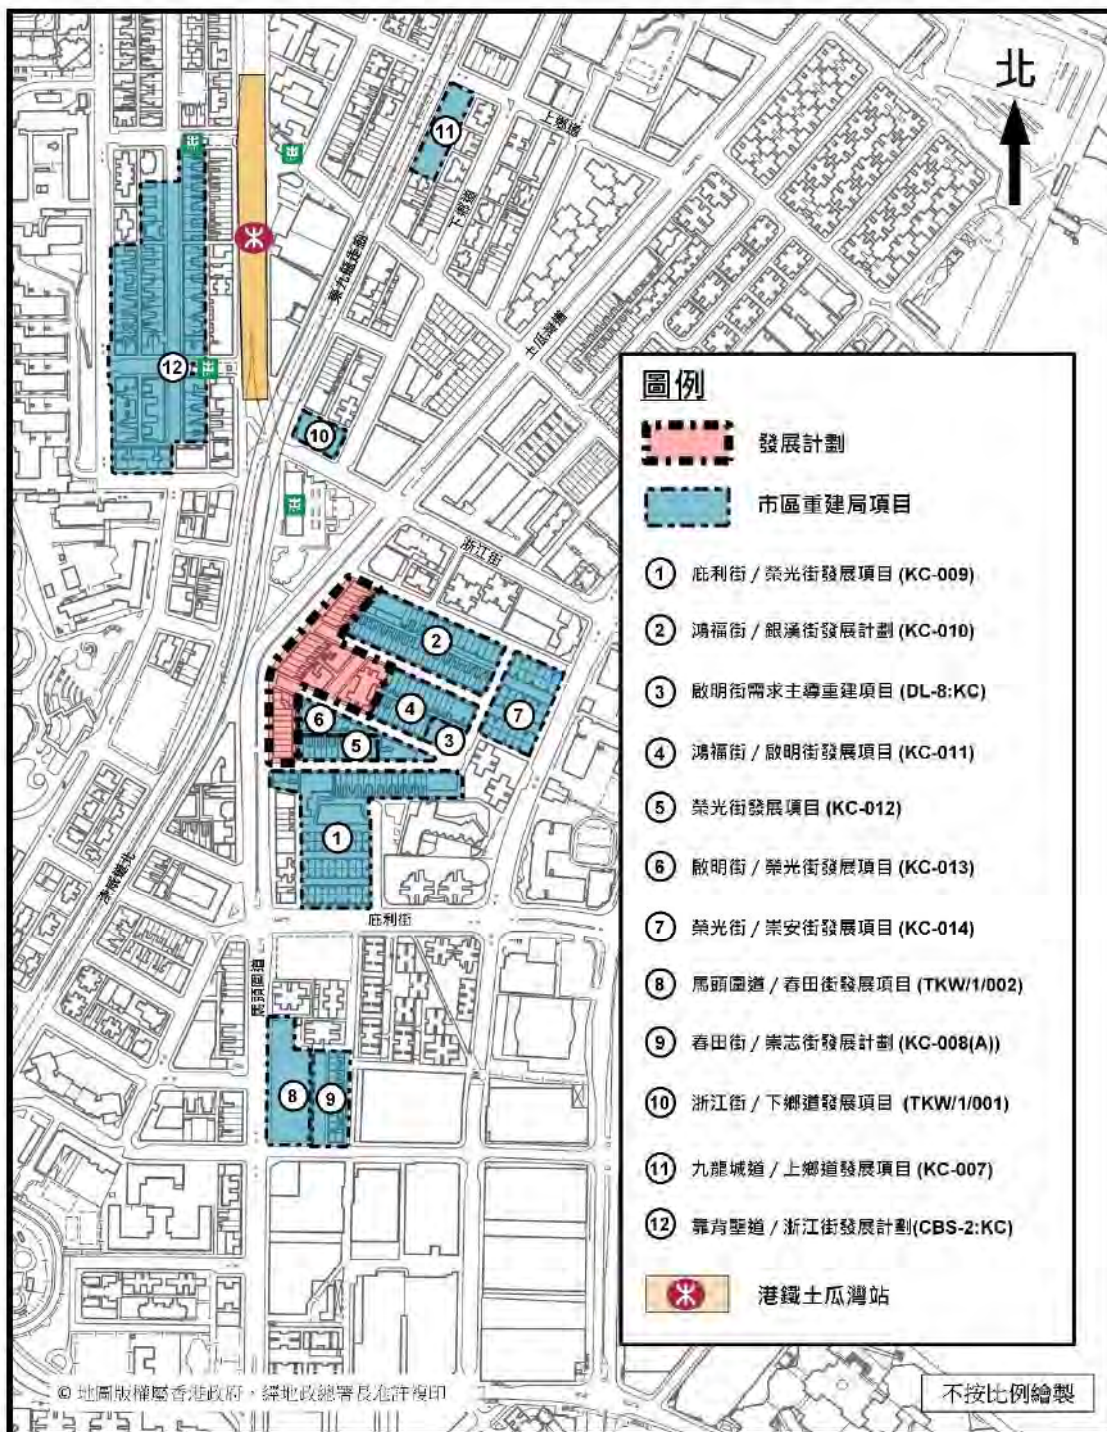 北
上鄉道
11
下鄉道
東九龍走廊
土瓜灣道
12
10
浙江街
2
4
7
6
3
5
1
庇利街
漆咸道北
馬頭圍道
8
9
圖例
發展計劃
市區重建局項目
1 庇利街 / 榮光街發展項目 (KC-009)
2 鴻福街 / 銀漢街發展計劃 (KC-010)
3 啟明街需求主導重建項目 (DL-8:KC)
4 鴻福街 / 啟明街發展項目 (KC-011)
5 榮光街發展項目 (KC-012)
6 啟明街 / 榮光街發展項目 (KC-013)
7 榮光街 / 崇安街發展項目 (KC-014)
8 馬頭圍道 / 春田街發展項目 (TKW/1/002)
9 春田街 / 崇志街發展計劃 (KC-008(A))
10 浙江街 / 下鄉道發展項目 (TKW/1/001)
11 九龍城道 / 上鄉道發展項目 (KC-007)
12 靠背壟道 / 浙江街發展計劃(CBS-2:KC)
港鐵土瓜灣站
© 地圖版權屬香港政府，經地政總署長准許複印
不按比例繪製